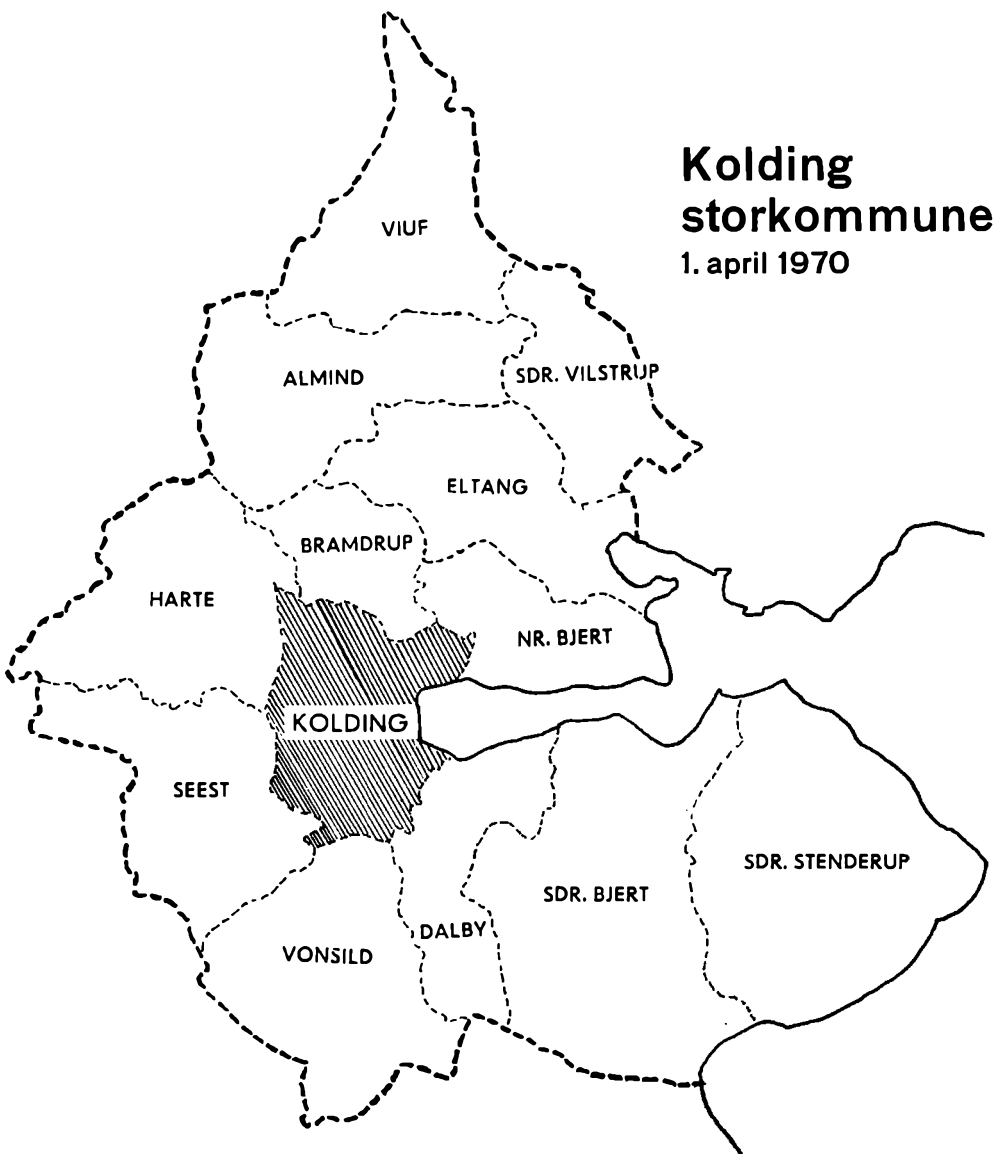 Kolding
storkommune
1. april 1970
VIUF
ALMIND
SDR. VILSTRUP
ELTANG
BRAMDRUP
HARTE
NR. BJERT
KOLDING
SEEST
SDR. STENDERUP
SDR. BJERT
DALBY
VONSILD